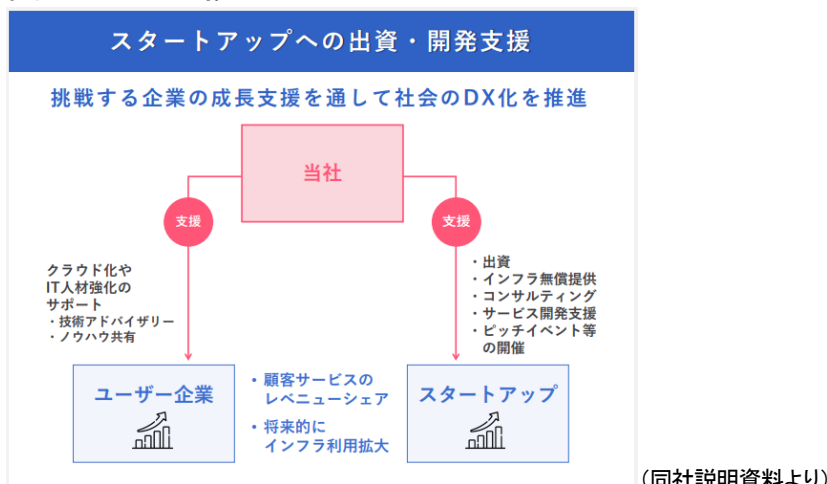 スタートアップへの出資・開発支援
挑戦する企業の成長支援を通して社会のDX化を推進
当社
支援
支援
クラウド化や
IT人材強化の
サポート
・技術アドバイザリー
・ノウハウ共有
・出資
・インフラ無償提供
・コンサルティング
・サービス開発支援
・ピッチイベント等
の開催
ユーザー企業
・顧客サービスの
レベニューシェア
・将来的に
インフラ利用拡大
スタートアップ
(同社説明資料より)